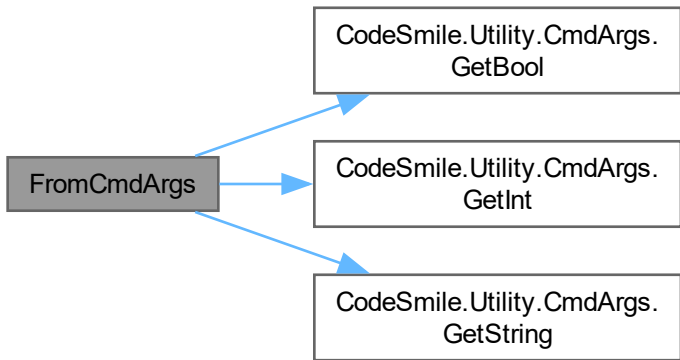 CodeSmile.Utility.CmdArgs.
GetBool
FromCmdArgs
CodeSmile.Utility.CmdArgs.
GetInt
CodeSmile.Utility.CmdArgs.
GetString